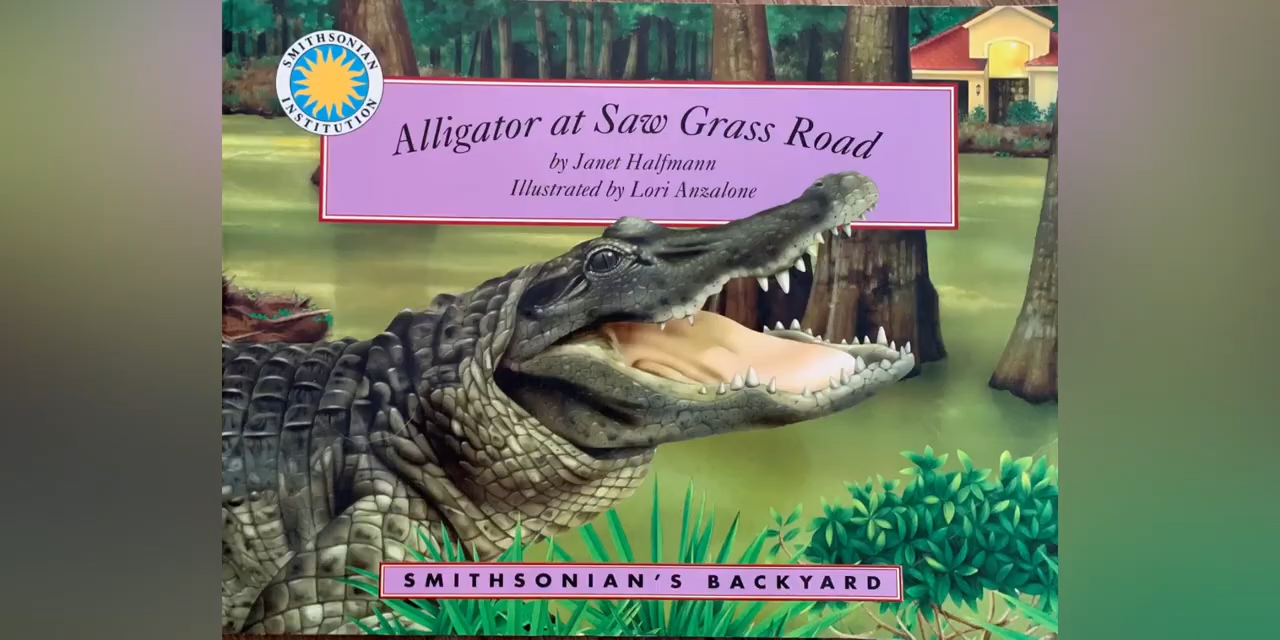 SMITHSONIAN
INSTITUTION
Alligator at Saw Grass Road
by Janet Halfmann
Illustrated by Lori Anzalone
SMITHSONIAN'S BACKYARD